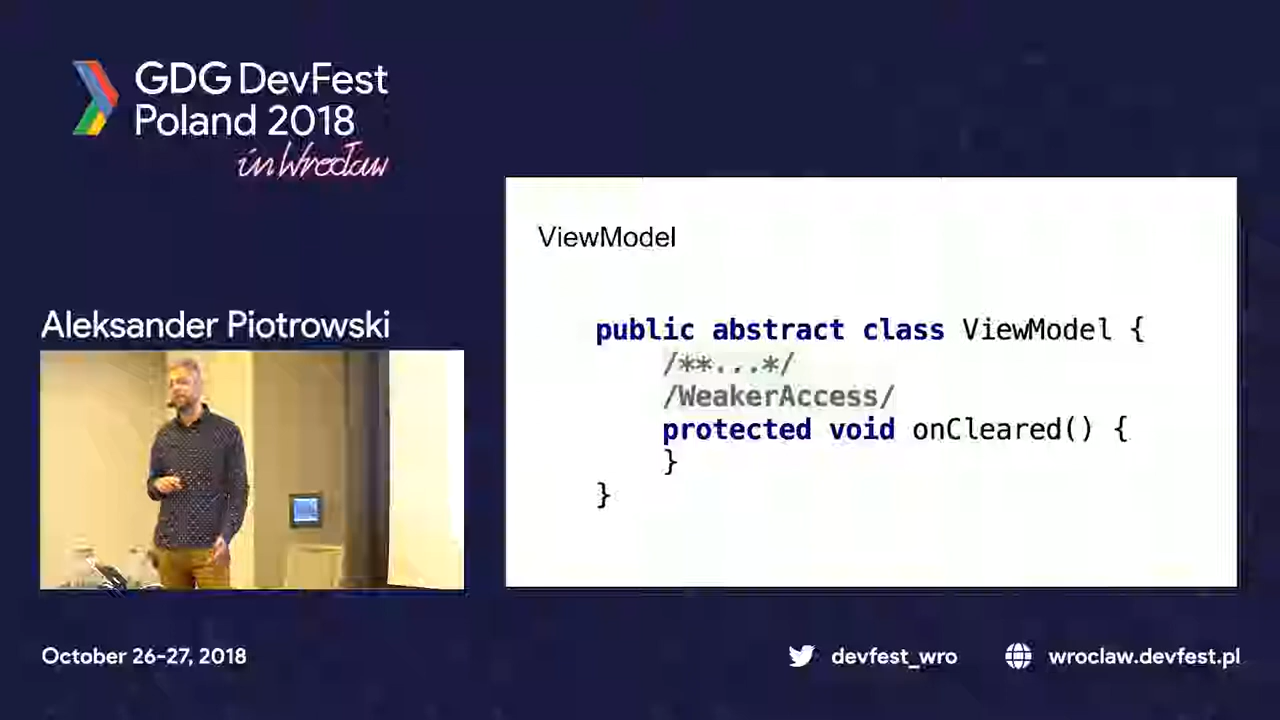 GDG DevFest
Poland 2018
in Wrocław
ViewModel
Aleksander Piotrowski
public abstract class ViewModel {
/**...*/
/WeakerAccess/
protected void onCleared() {
}
}
October 26-27, 2018
devfest_wro
wroclaw.devfest.pl